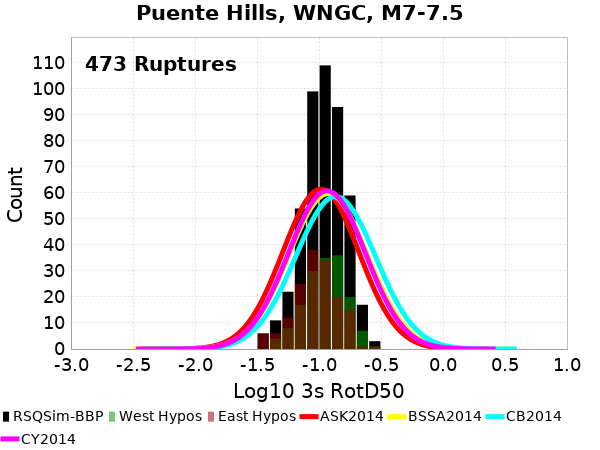 Puente Hills, WNGC, M7-7.5
473 Ruptures
Count
110
100
90
80
70
60
50
40
30
20
10
0
-3.0 -2.5 -2.0 -1.5 -1.0 -0.5 0.0 0.5 1.0
Log10 3s RotD50
RSQSim-BBP West Hypos East Hypos ASK2014 BSSA2014 CB2014
CY2014